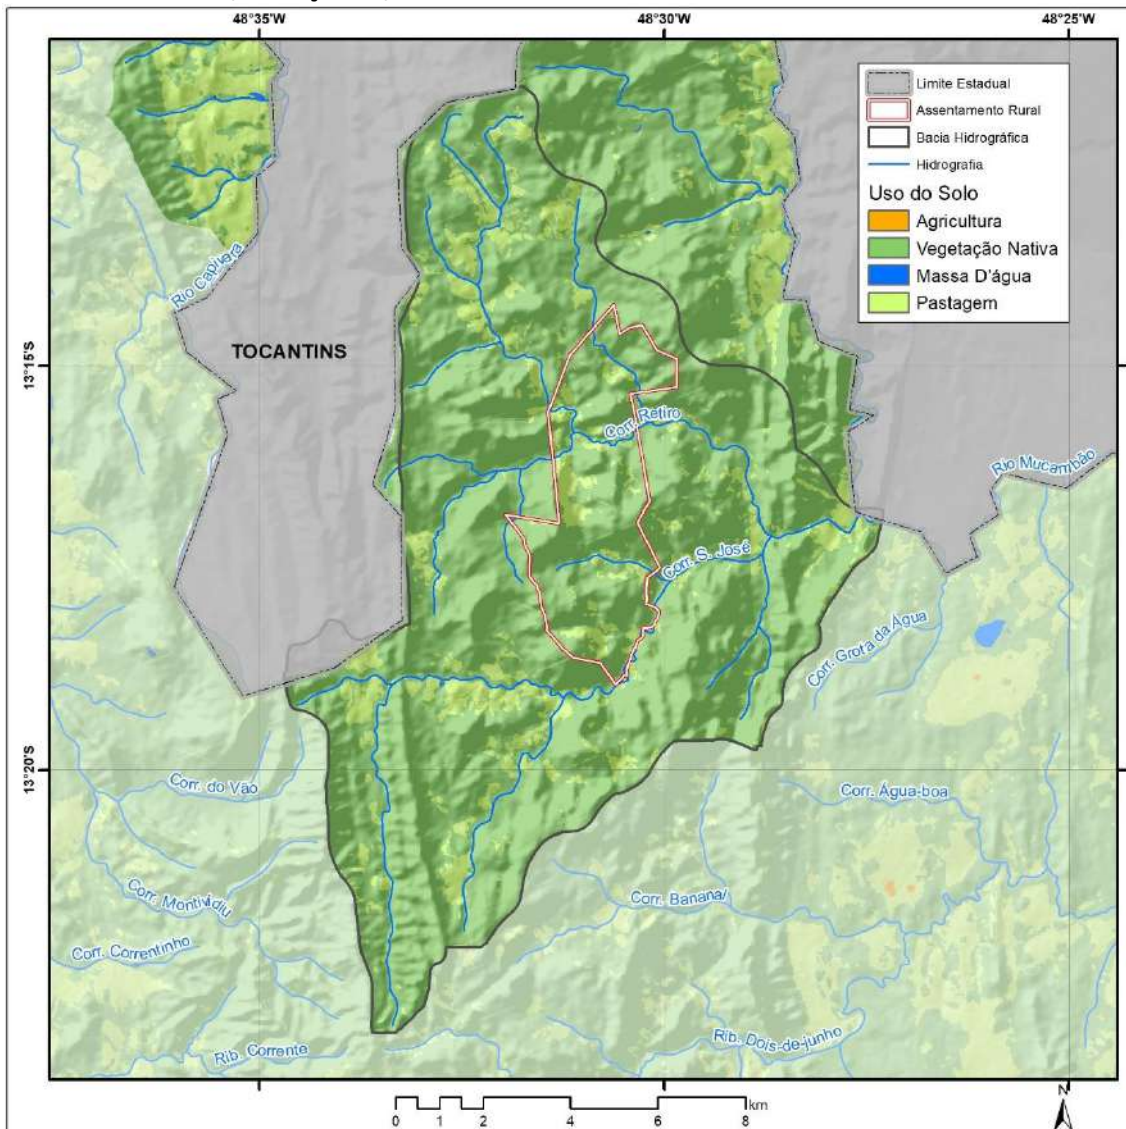 48°35'W
48°30'W
48°25'W
Limite Estadual
Assentamento Rural
Bacia Hidrográfica
Hidrografia
Uso do Solo
Agricultura
Vegetação Nativa
Massa D'água
Pastagem
Rio Capivara
TOCANTINS
13°15'S
Corr. Retiro
Rio Mucambão
Corr. S. José
Corr. Grota da Água
13°20'S
Corr. do Vão
Corr. Água-boa
Corr. Montividiu
Corr. Bananal
Corr. Correntinho
Rib. Corrente
Rib. Dois-de-junho
0 1 2 4 6 8 km
N